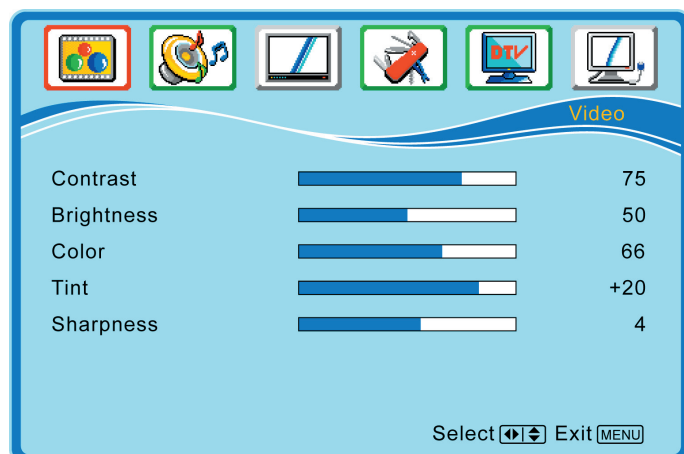 DTV
Video
Contrast 75
Brightness 50
Color 66
Tint +20
Sharpness 4
Select Exit MENU